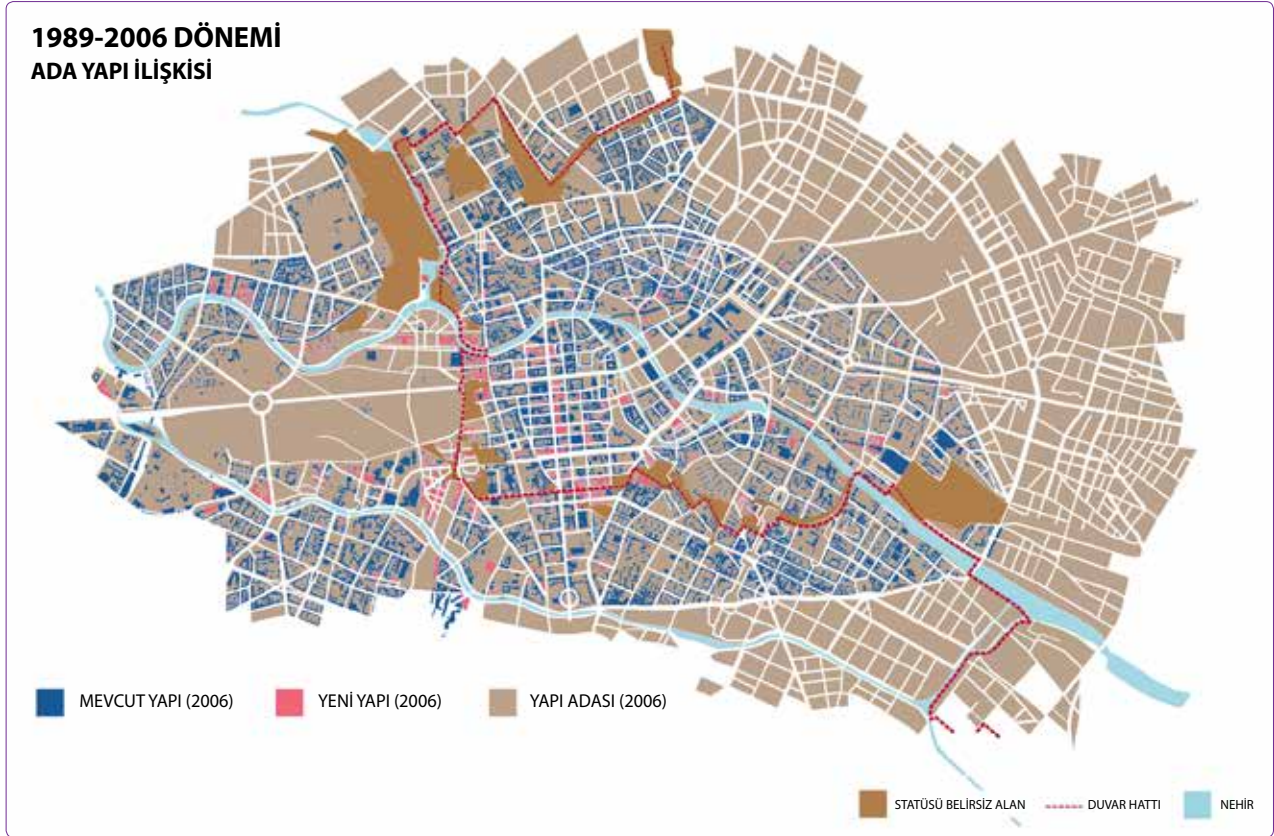 1989-2006 DÖNEMİ
ADA YAPI İLİŞKİSİ
MEVCUT YAPI (2006)
YENİ YAPI (2006)
YAPI ADASI (2006)
STATÜSÜ BELİRSİZ ALAN
DUVAR HATTI
NEHİR